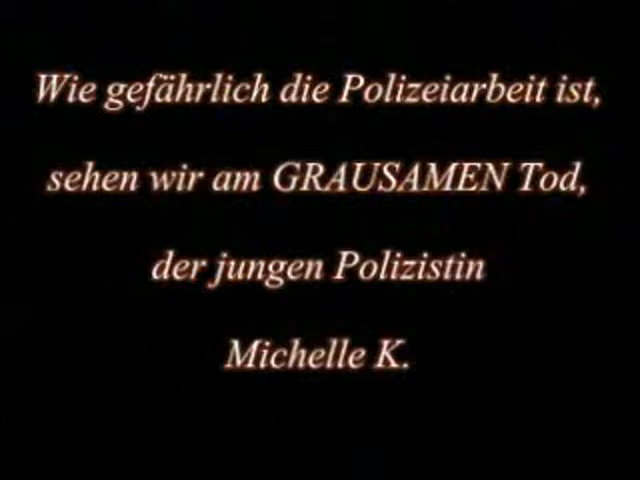 Wie gefährlich die Polizeiarbeit ist,
sehen wir am GRAUSAMEN Tod,
der jungen Polizistin
Michelle K.